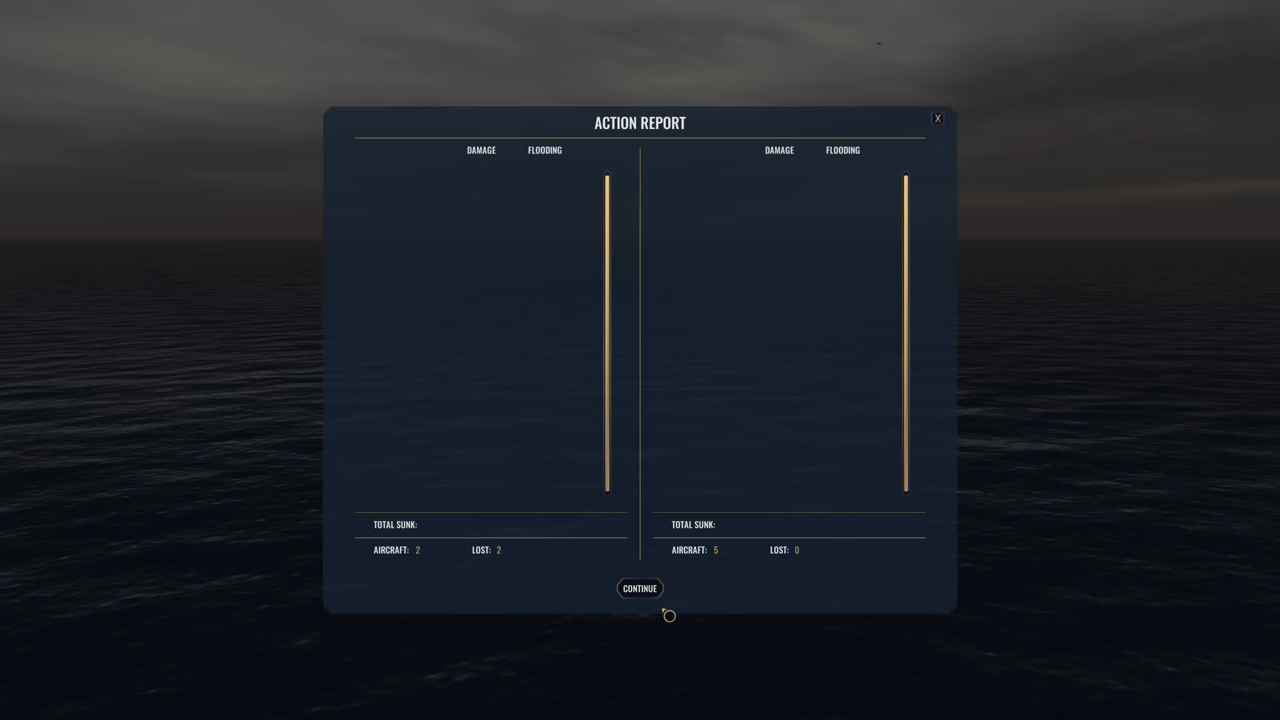 ACTION REPORT
X
DAMAGE FLOODING
DAMAGE FLOODING
TOTAL SUNK:
TOTAL SUNK:
AIRCRAFT: 2 LOST: 2
AIRCRAFT: 5 LOST: 0
CONTINUE